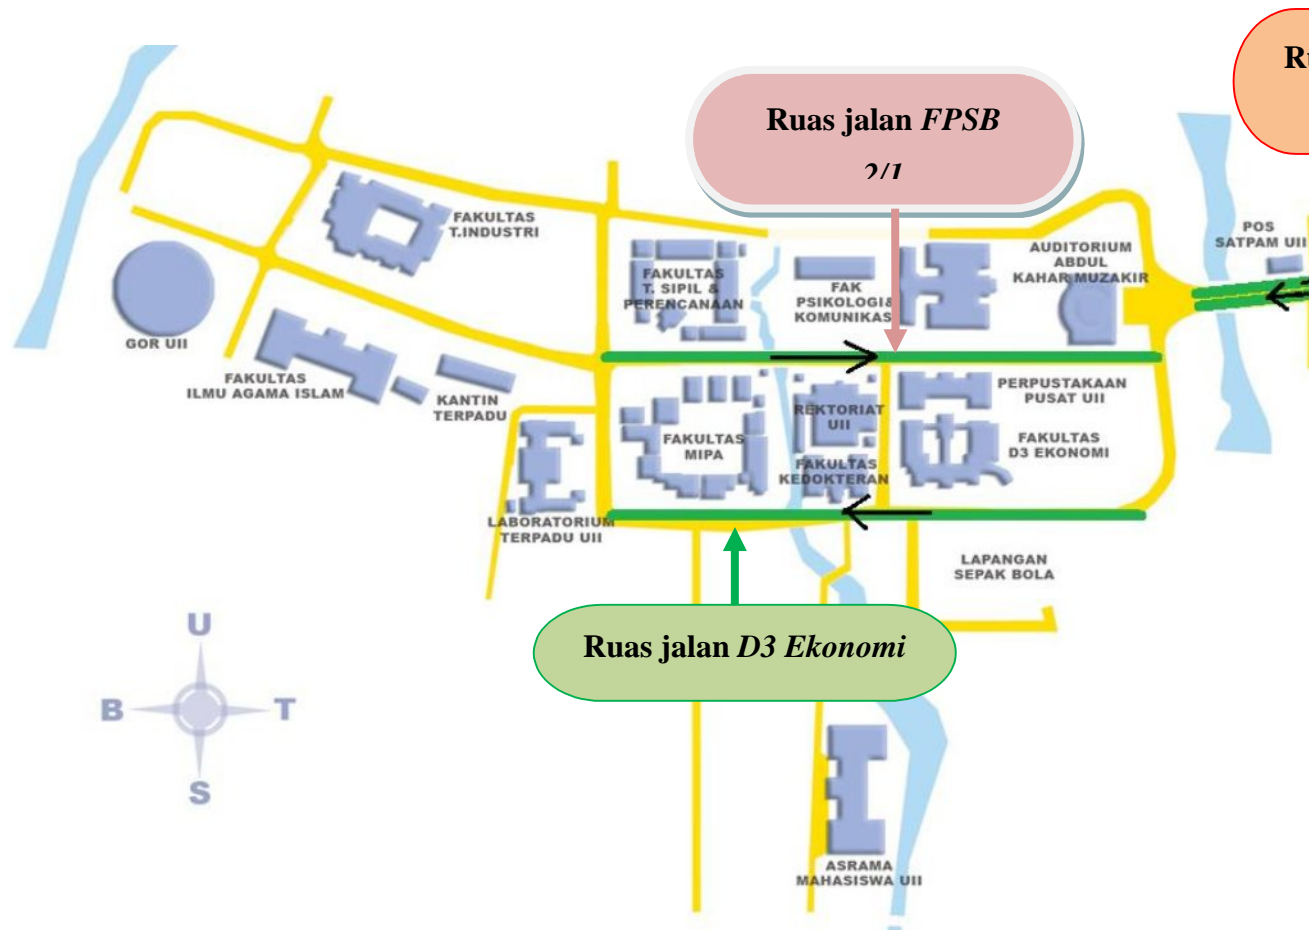 Ru
Ruas jalan FPSB
2/1
FAKULTAS
T.INDUSTRI
FAKULTAS
T. SIPIL &
PERENCANAAN
FAK
PSIKOLOGI&
KOMUNIKASI
AUDITORIUM
ABDUL
KAHAR MUZAKIR
POS
SATPAM UII
GOR UII
FAKULTAS
ILMU AGAMA ISLAM
KANTIN
TERPADU
FAKULTAS
MIPA
REKTORIAT
UII
FAKULTAS
KEDOKTERAN
PERPUSTAKAAN
PUSAT UII
FAKULTAS
D3 EKONOMI
LABORATORIUM
TERPADU UII
LAPANGAN
SEPAK BOLA
Ruas jalan D3 Ekonomi
U
B
T
S
ASRAMA
MAHASISWA UII